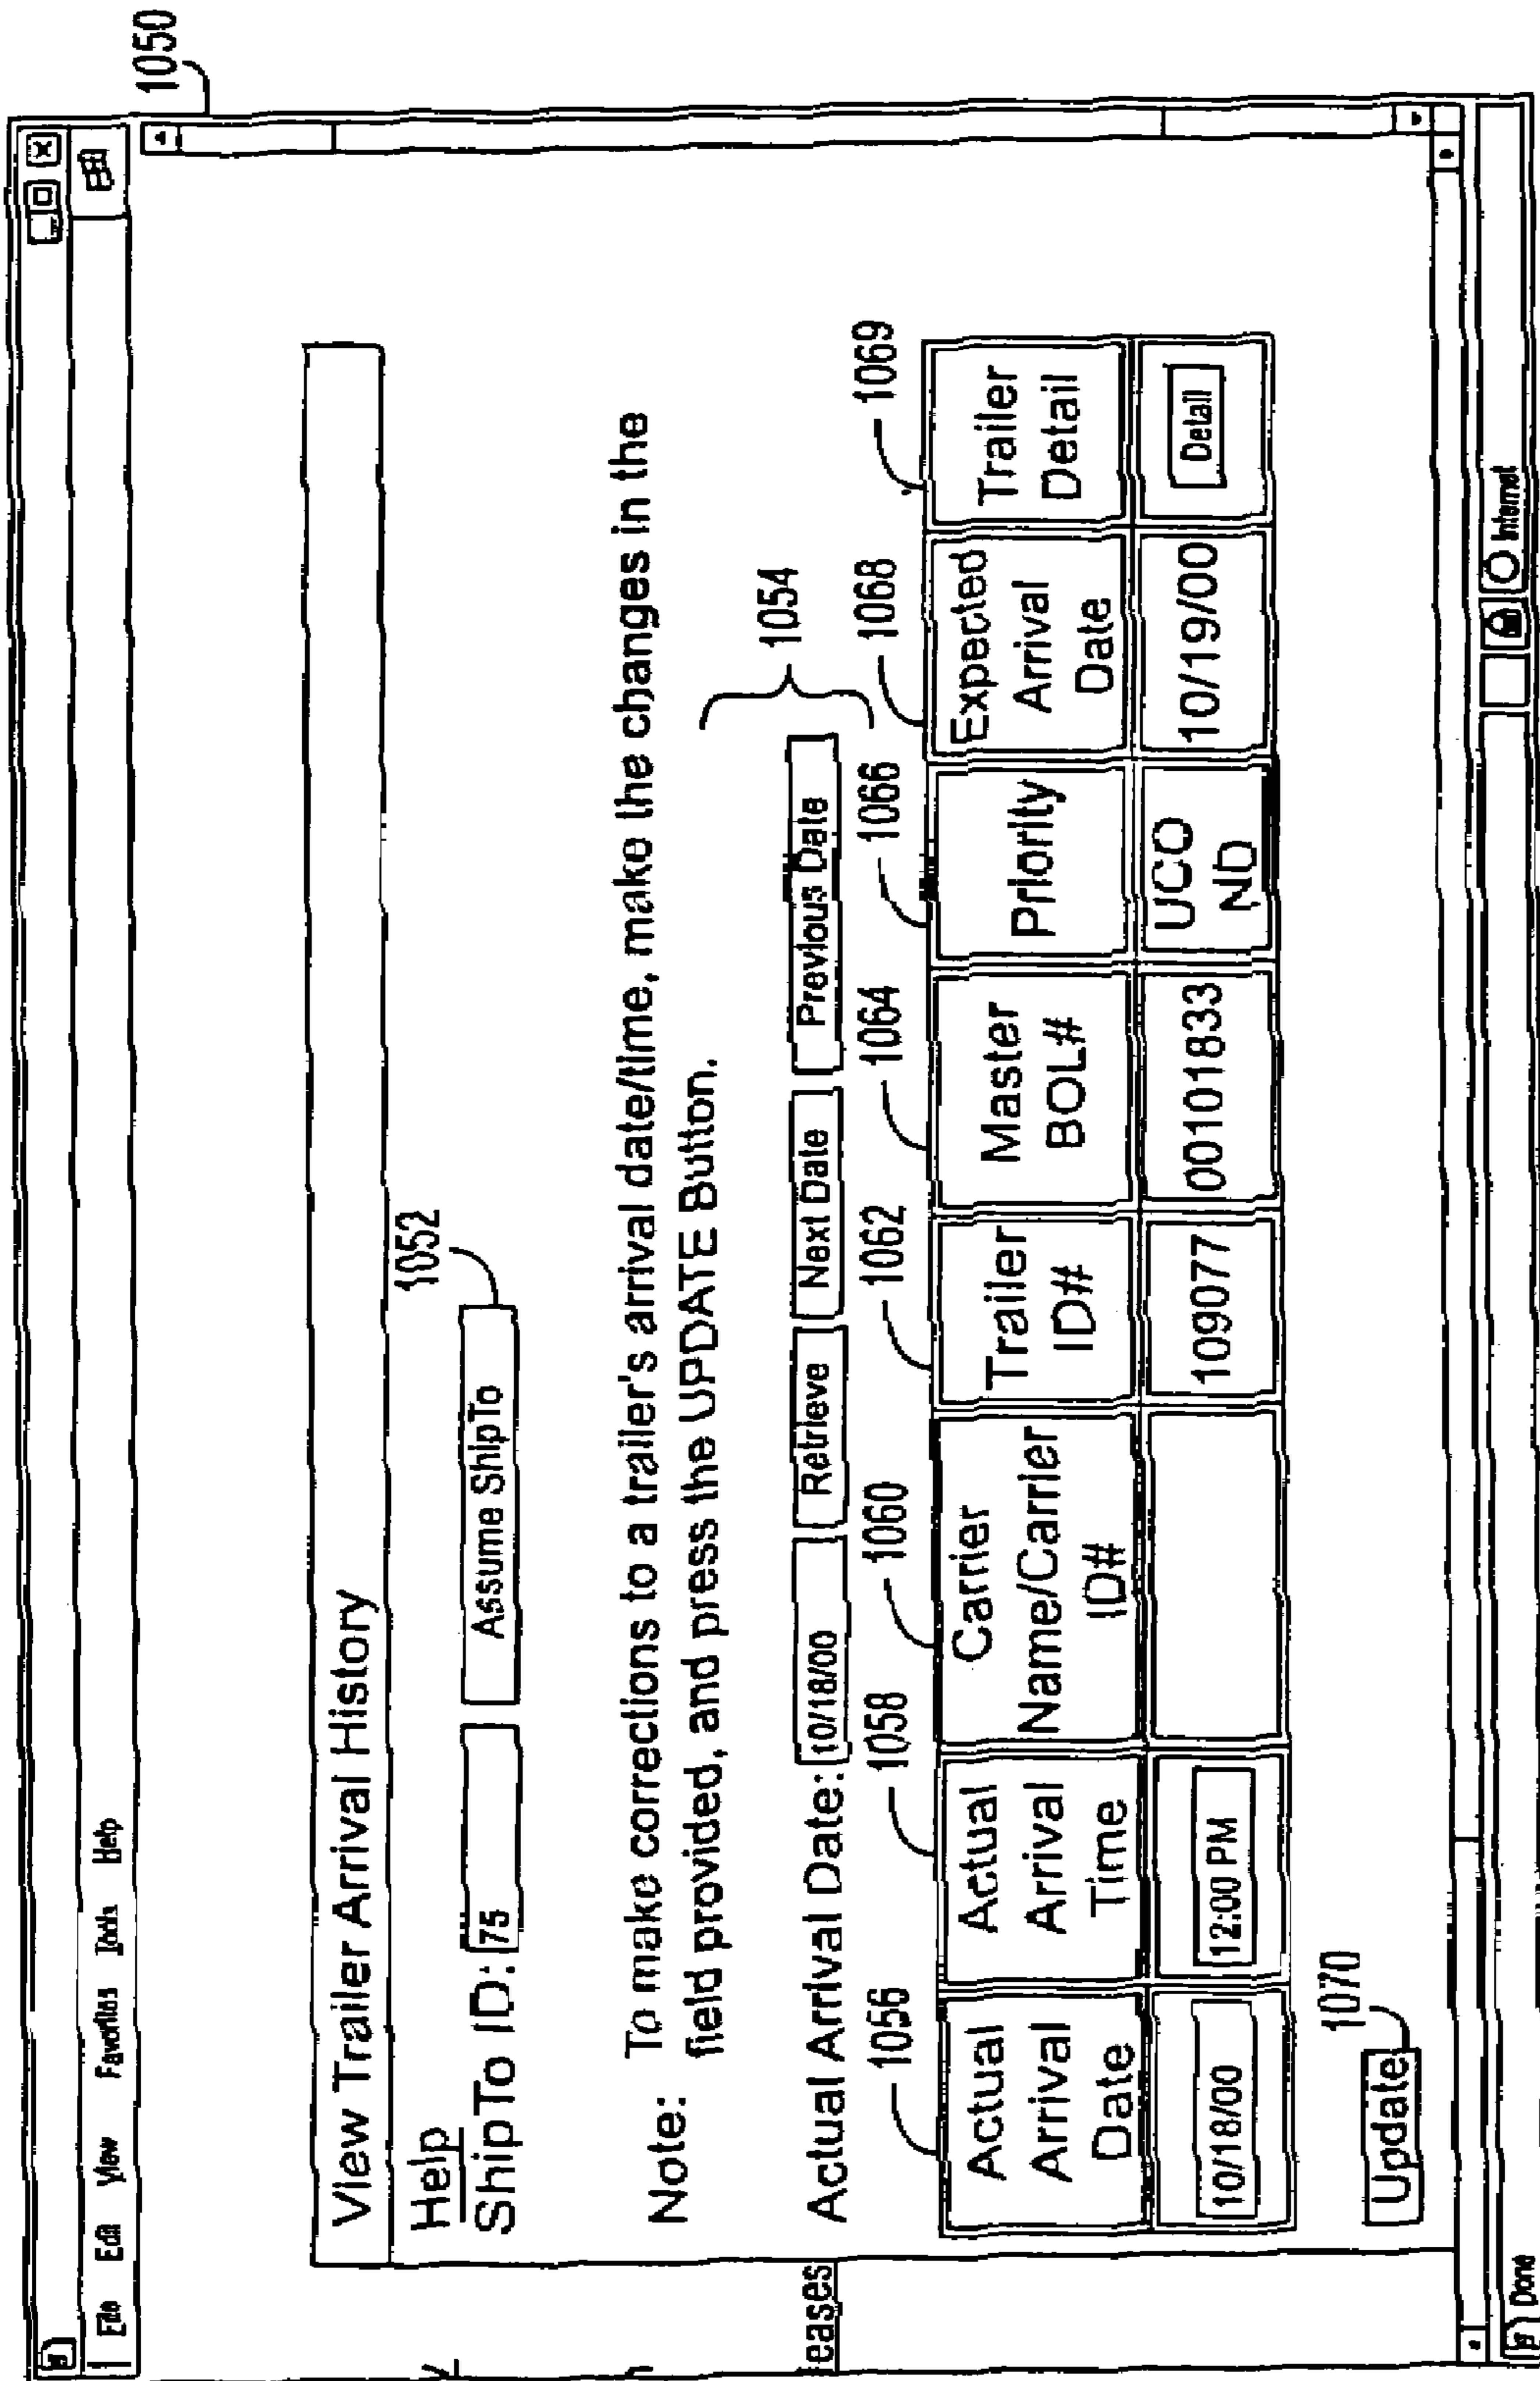 1050
File Edit View Favorites Tools Help
View Trailer Arrival History
1052
Help
ShipTo ID: 75 Assume ShipTo
Note: To make corrections to a trailer's arrival date/time, make the changes in the
field provided, and press the UPDATE Button.
1054
Actual Arrival Date: 10/18/00 Retrieve Next Date Previous Date
eases
1056 1058 1060 1062 1064 1066 1068 1069
Actual Arrival Date
Actual Arrival Time
Carrier Name/Carrier ID#
Trailer ID#
Master BOL#
Priority
Expected Arrival Date
Trailer Detail
10/18/00 12:00 PM 109077 00101833 UCO ND 10/19/00 Detail
1070
Update
Done Internet